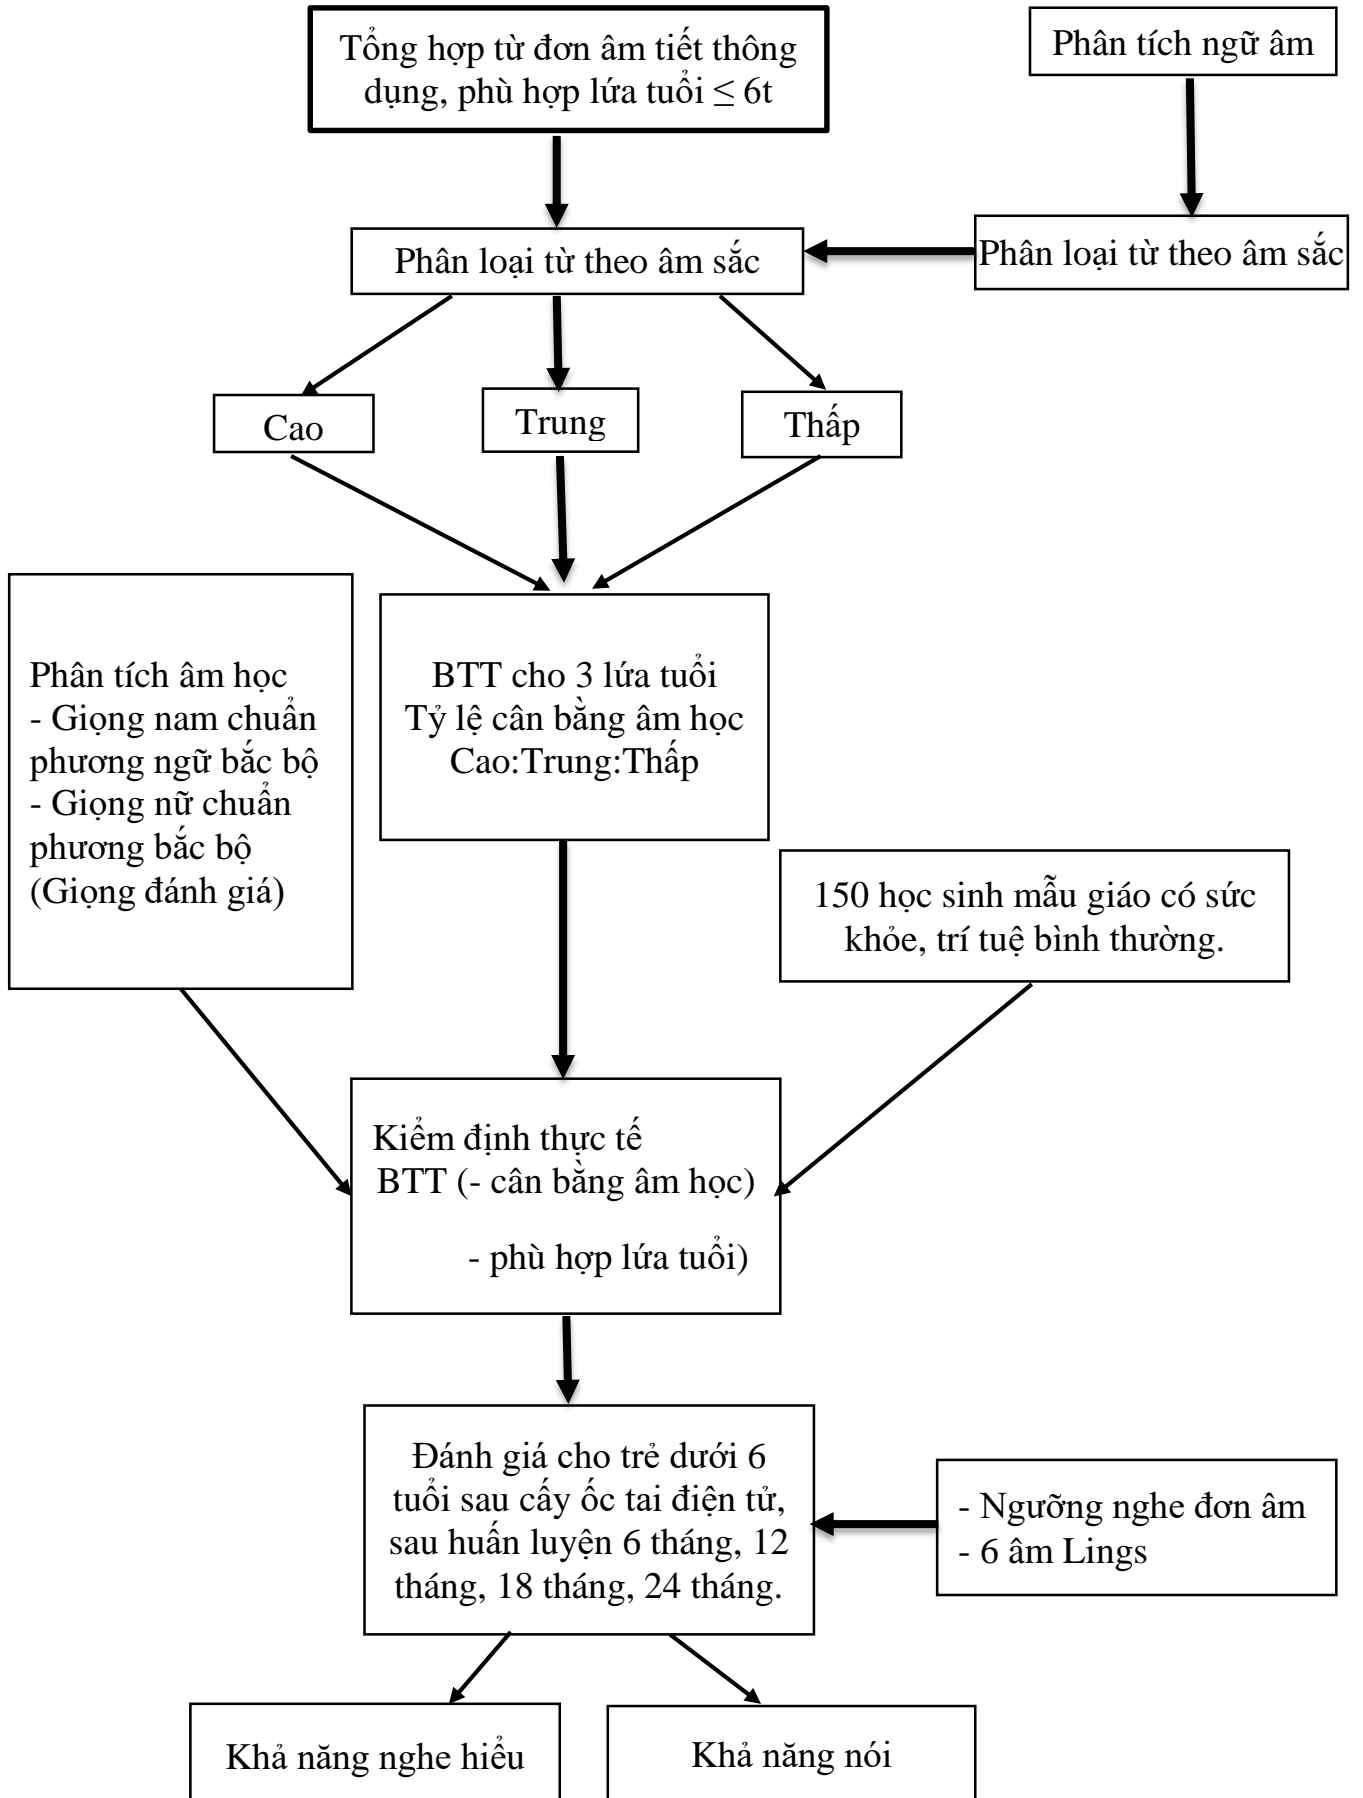 Tổng hợp từ đơn âm tiết thông
dụng, phù hợp lứa tuổi ≤ 6t
Phân tích ngữ âm
Phân loại từ theo âm sắc
Phân loại từ theo âm sắc
Cao
Trung
Thấp
Phân tích âm học
- Giọng nam chuẩn
phương ngữ bắc bộ
- Giọng nữ chuẩn
phương bắc bộ
(Giọng đánh giá)
BTT cho 3 lứa tuổi
Tỷ lệ cân bằng âm học
Cao:Trung:Thấp
150 học sinh mẫu giáo có sức
khỏe, trí tuệ bình thường.
Kiểm định thực tế
BTT (- cân bằng âm học)
- phù hợp lứa tuổi)
Đánh giá cho trẻ dưới 6
tuổi sau cấy ốc tai điện tử,
sau huấn luyện 6 tháng, 12
tháng, 18 tháng, 24 tháng.
- Ngưỡng nghe đơn âm
- 6 âm Lings
Khả năng nghe hiểu
Khả năng nói